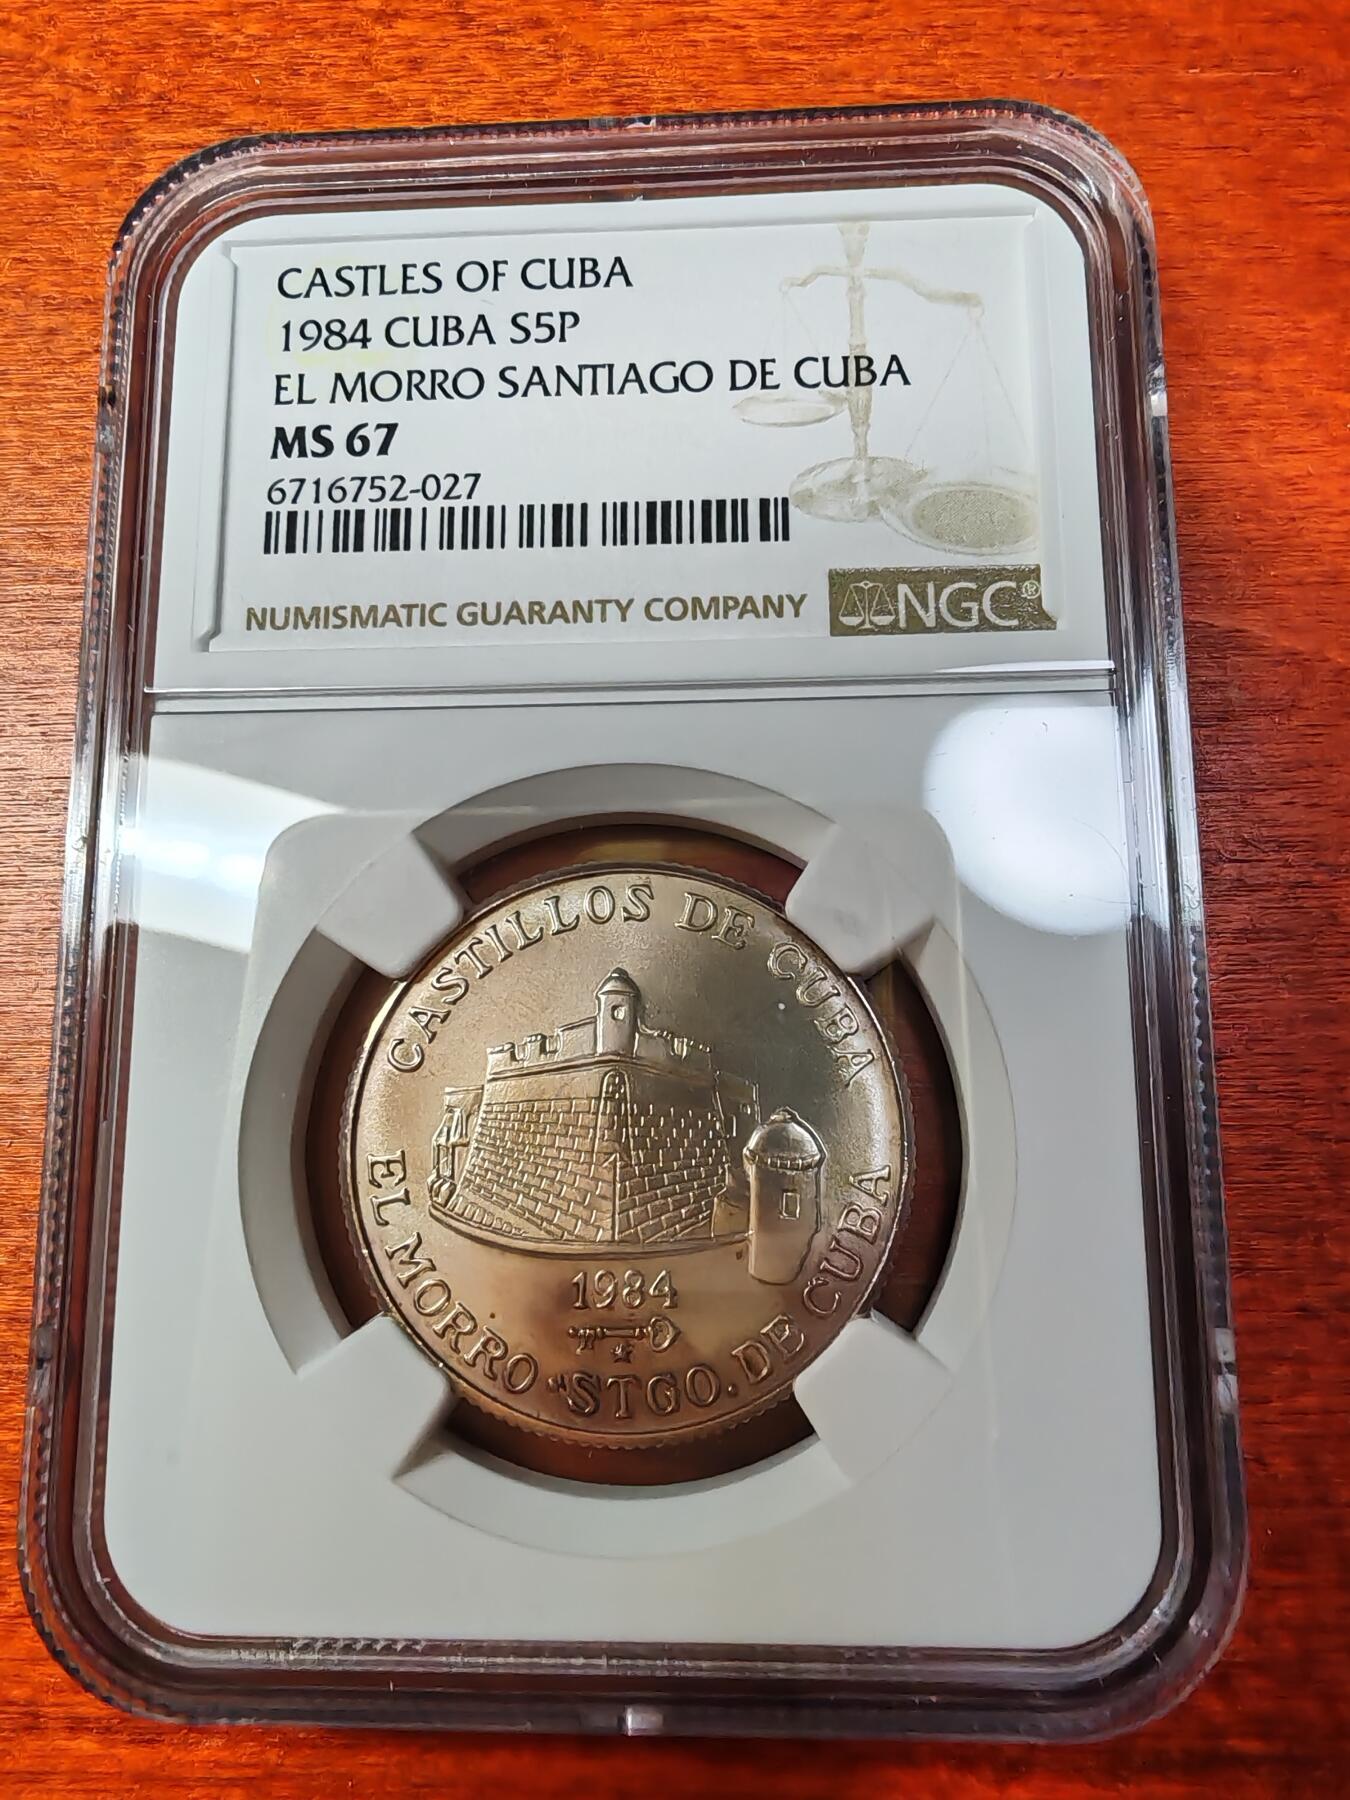 CASTLES OF CUBA
1984 CUBA S5P
EL MORRO SANTIAGO DE CUBA
MS 67
6716752-027
NUMISMATIC GUARANTY COMPANY NGC®
CASTILLOS DE CUBA
1984
EL MORRO STGO. DE CUBA